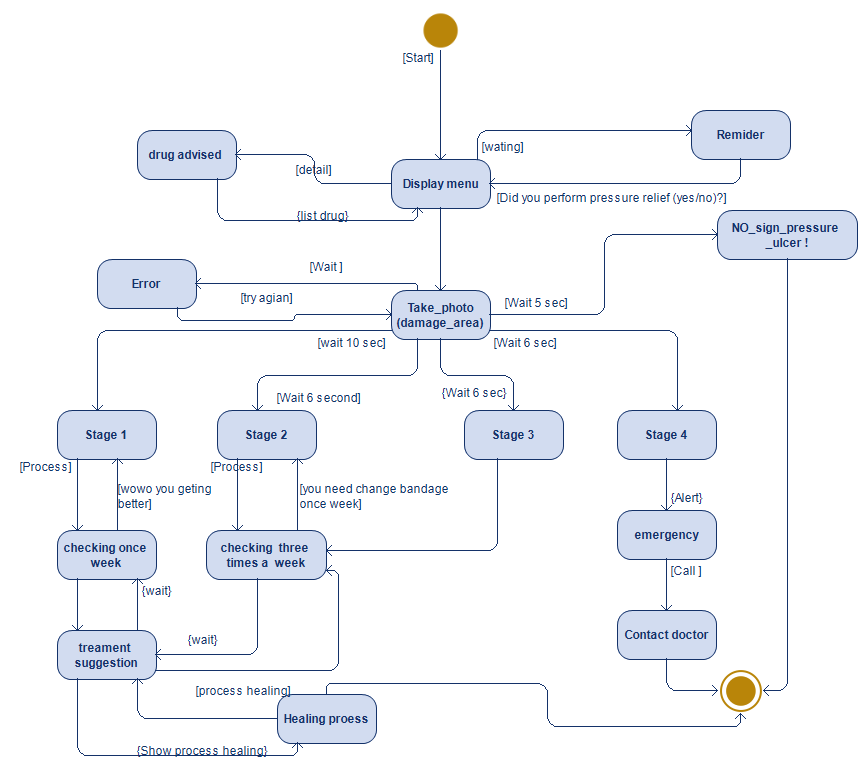 [Start]
Remider
[wating]
drug advised
[detail]
Display menu
[Did you perform pressure relief (yes/no)?]
{list drug}
NO_sign_pressure
_ulcer !
[Wait ]
Error
[try agian]
Take_photo
(damage_area)
[Wait 5 sec]
[wait 10 sec]
[Wait 6 sec]
[Wait 6 second]
{Wait 6 sec}
Stage 1
Stage 2
Stage 3
Stage 4
[Process]
[Process]
[wowo you geting
better]
[you need change bandage
once week]
{Alert}
checking once
week
checking three
times a week
emergency
[Call ]
{wait}
treament
suggestion
{wait}
Contact doctor
[process healing]
Healing proess
{Show process healing}